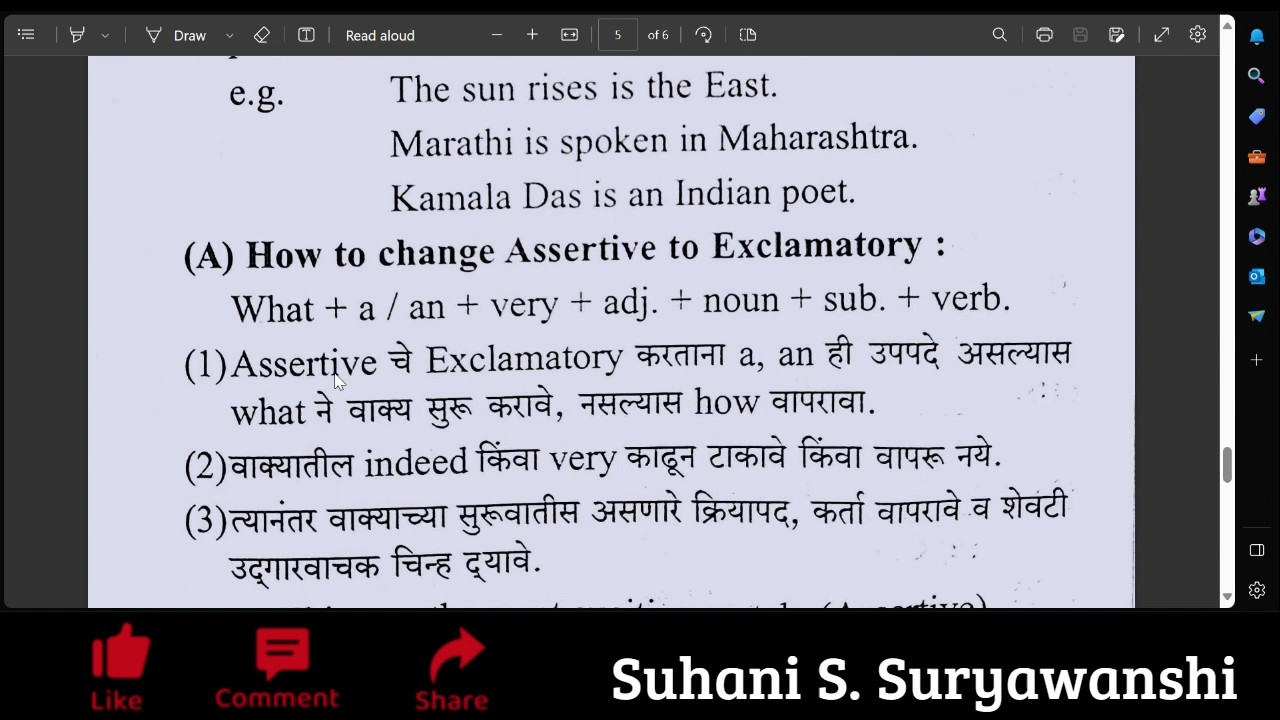 Draw
Read aloud
5
of 6
e.g. The sun rises is the East.
Marathi is spoken in Maharashtra.
Kamala Das is an Indian poet.
(A) How to change Assertive to Exclamatory :
What + a / an + very + adj. + noun + sub. + verb.
(1) Assertive चे Exclamatory करताना a, an ही उपपदे असल्यास
what ने वाक्य सुरू करावे, नसल्यास how वापरावा.
(2) वाक्यातील indeed किंवा very काढून टाकावे किंवा वापरू नये.
(3) त्यानंतर वाक्याच्या सुरूवातीस असणारे क्रियापद, कर्ता वापरावे व शेवटी
उद्‌गारवाचक चिन्ह द्‌यावे.
Like
Comment
Share
Suhani S. Suryawanshi